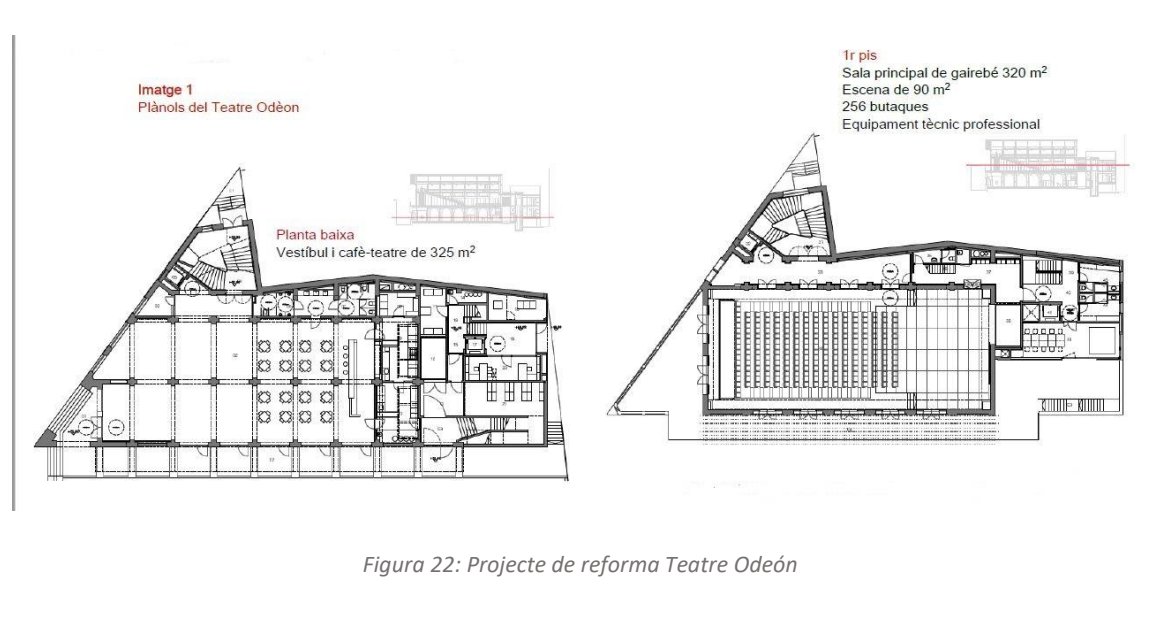 Imatge 1
Plànols del Teatre Odèon
Planta baixa
Vestíbul i cafè-teatre de 325 m²
1r pis
Sala principal de gairebé 320 m²
Escena de 90 m²
256 butaques
Equipament tècnic professional
Figura 22: Projecte de reforma Teatre Odeón